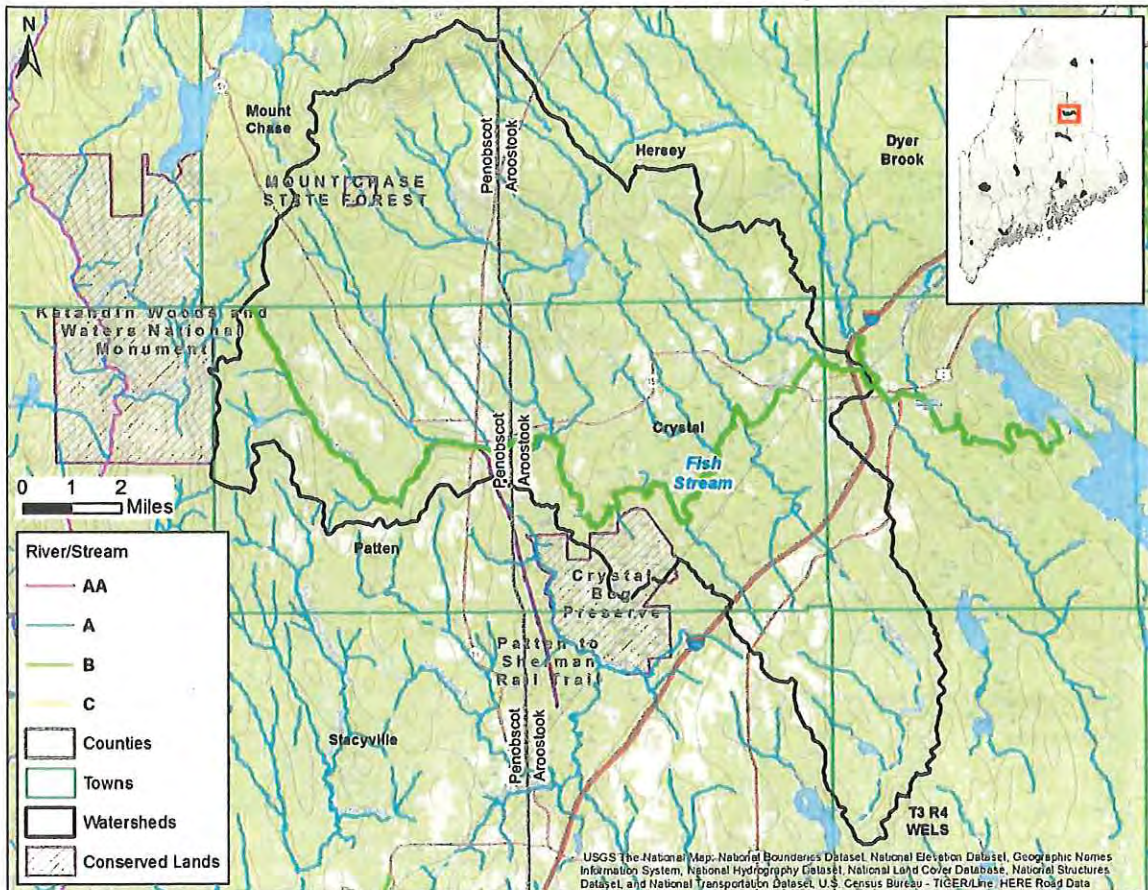 N
Mount
Chase
MOUNT CHASE
STATE FOREST
Penobscot
Aroostook
Hersey
Dyer
Brook
Katahdin Woods and
Waters National
Monument
Penobscot
Aroostook
Crystal
Fish
Stream
0 1 2
Miles
Patten
Crystal
Bog
Preserve
Patten to
Sherman
Rail Trail
Stacyville
Penobscot
Aroostook
T3 R4
WELS
River/Stream
AA
A
B
C
Counties
Towns
Watersheds
Conserved Lands
USGS The National Map: National Boundaries Dataset, National Elevation Dataset, Geographic Names
Information System, National Hydrography Dataset, National Land Cover Database, National Structures
Dataset, and National Transportation Dataset, U.S. Census Bureau - TIGER/Line, HERE Road Data